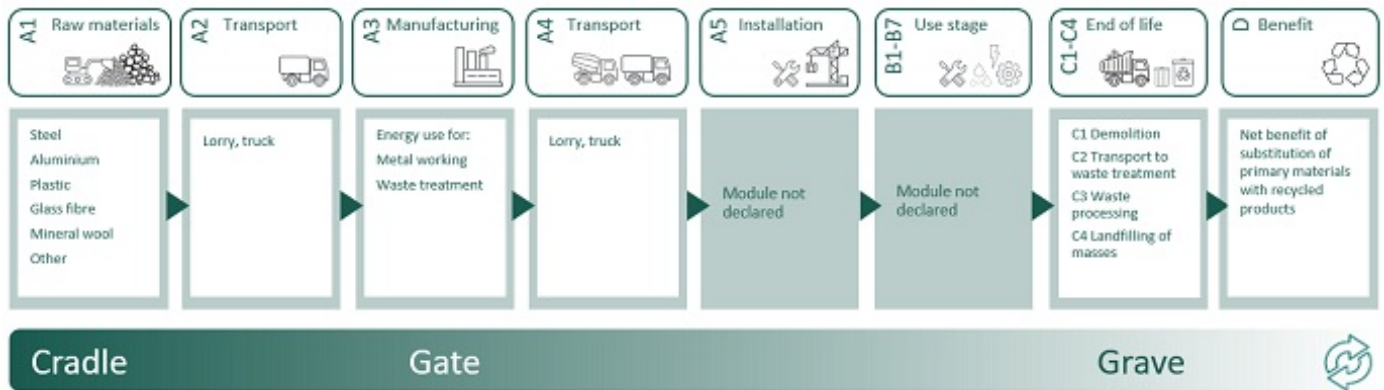 A1 Raw materials
A2 Transport
A3 Manufacturing
A4 Transport
A5 Installation
B1-B7 Use stage
C1-C4 End of life
D Benefit
Steel
Aluminium
Plastic
Glass fibre
Mineral wool
Other
Lorry, truck
Energy use for:
Metal working
Waste treatment
Lorry, truck
Module not
declared
Module not
declared
C1 Demolition
C2 Transport to
waste treatment
C3 Waste
processing
C4 Landfilling of
masses
Net benefit of
substitution of
primary materials
with recycled
products
Cradle
Gate
Grave